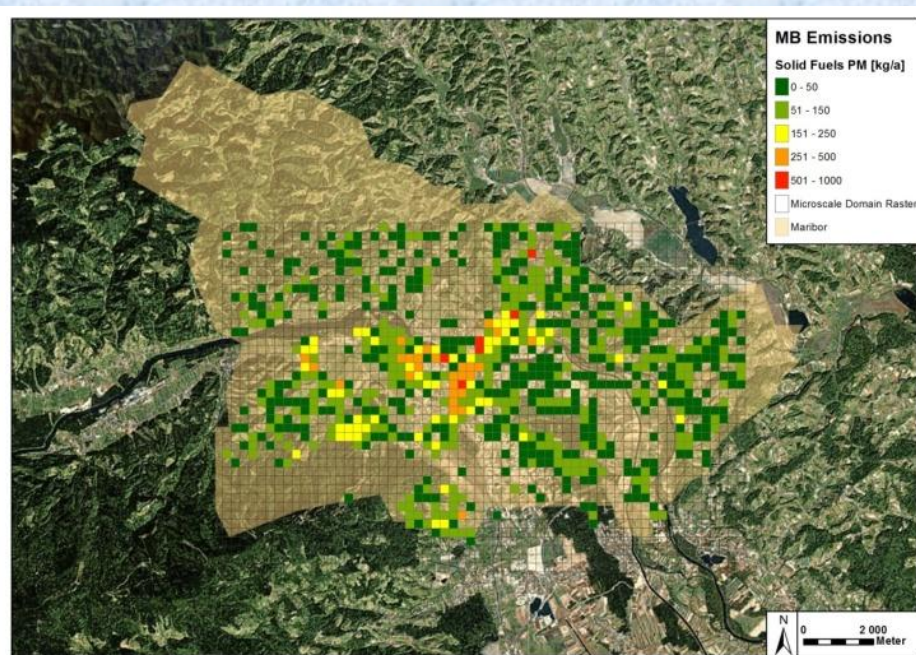 MB Emissions
Solid Fuels PM [kg/a]
0 - 50
51 - 150
151 - 250
251 - 500
501 - 1000
Microscale Domain Raster
Maribor
N
0 2 000
Meter